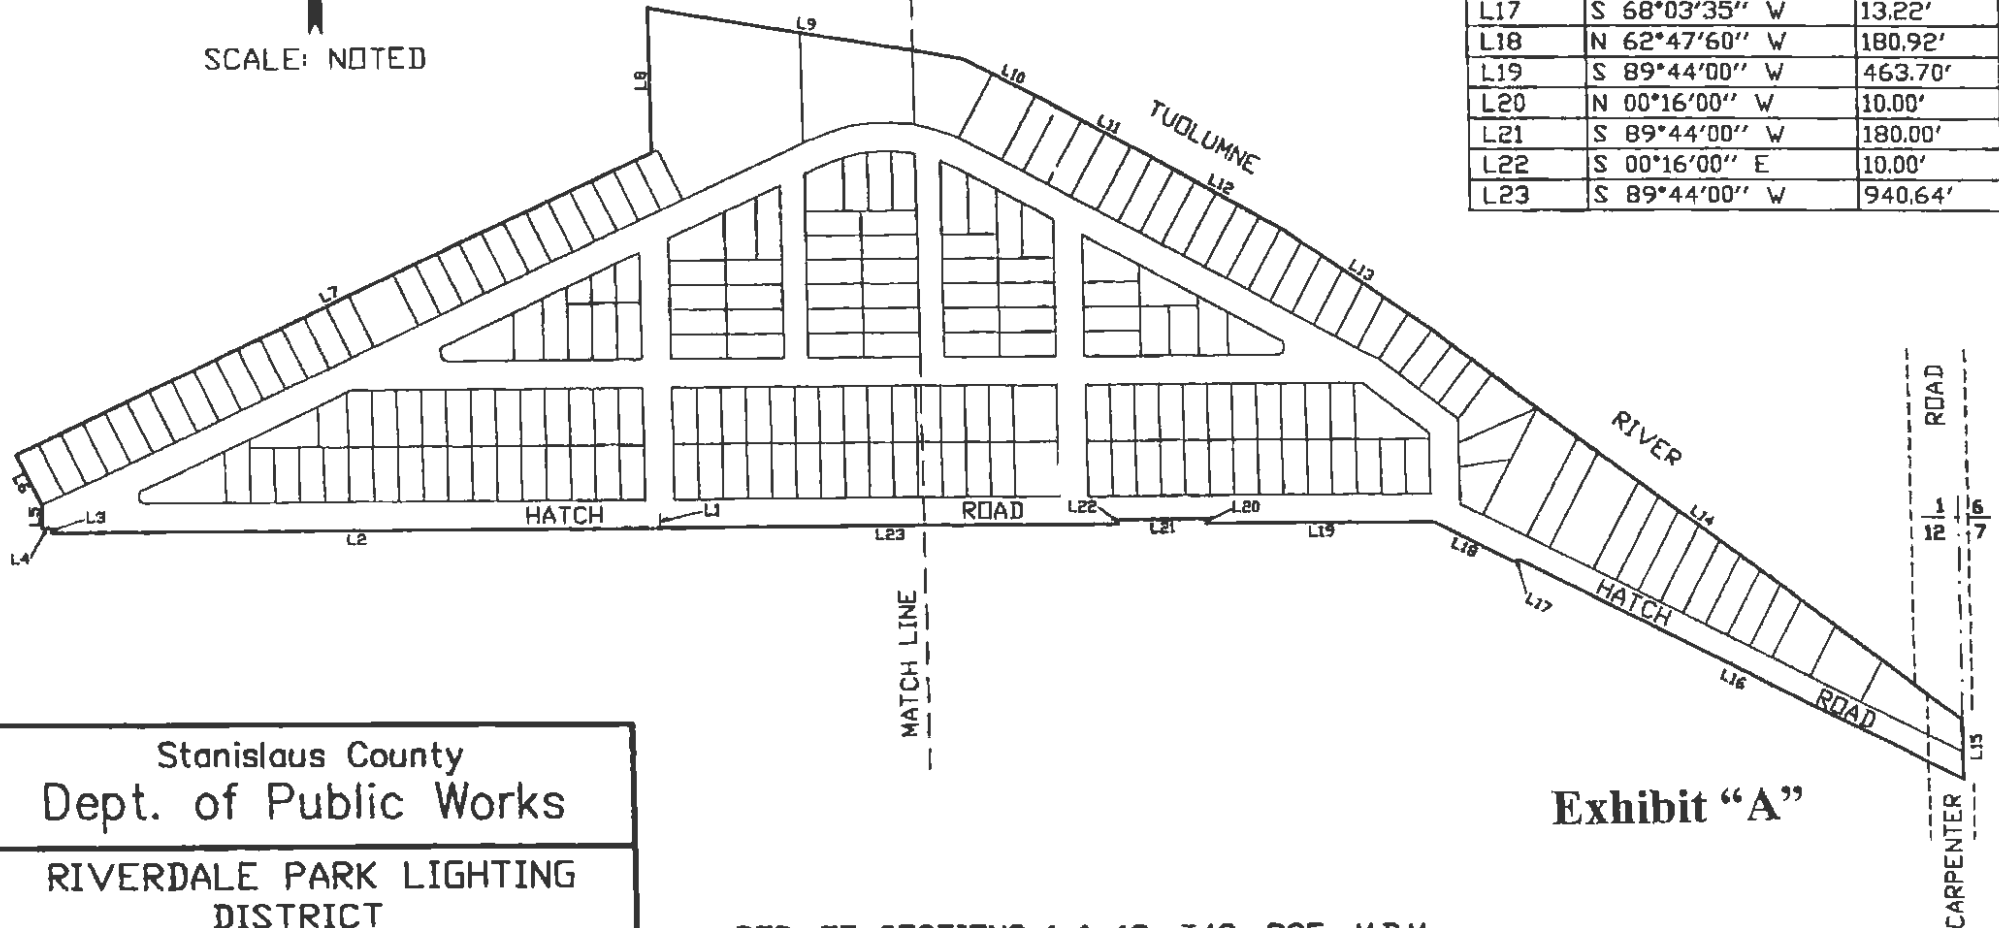 SCALE: NOTED
L17 S 68°03'35" W 13.22'
L18 N 62°47'60" W 180.92'
L19 S 89°44'00" W 463.70'
L20 N 00°16'00" W 10.00'
L21 S 89°44'00" W 180.00'
L22 S 00°16'00" E 10.00'
L23 S 89°44'00" W 940.64'
L9
L8
L10
L11
TUOLUMNE
L12
L13
L7
ROAD
RIVER
L6
L5
L3
L4
HATCH
L1
ROAD
L22
L20
L2
L23
L21
L19
L18
L14
1 6
12 7
L17
HATCH
MATCH LINE
L16
ROAD
L15
Stanislaus County
Dept. of Public Works
Exhibit “A”
CARPENTER
RIVERDALE PARK LIGHTING
DISTRICT